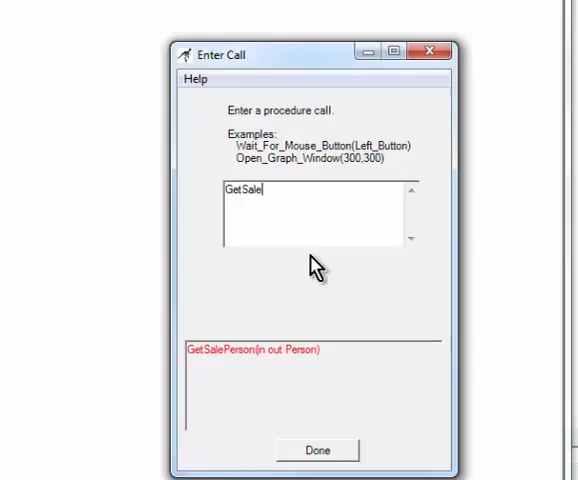 Enter Call
Help
Enter a procedure call.
Examples:
Wait_For_Mouse_Button(Left_Button)
Open_Graph_Window(300,300)
GetSale
GetSalePerson(in out Person)
Done